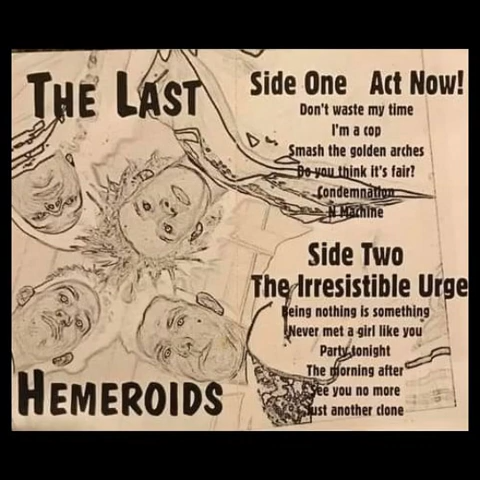 THE LAST
HEMEROIDS
Side One Act Now!
Don't waste my time
I'm a cop
Smash the golden arches
Do you think it's fair?
Condemnation
N Machine
Side Two
The Irresistible Urge
Being nothing is something
Never met a girl like you
Party tonight
The morning after
See you no more
Just another clone